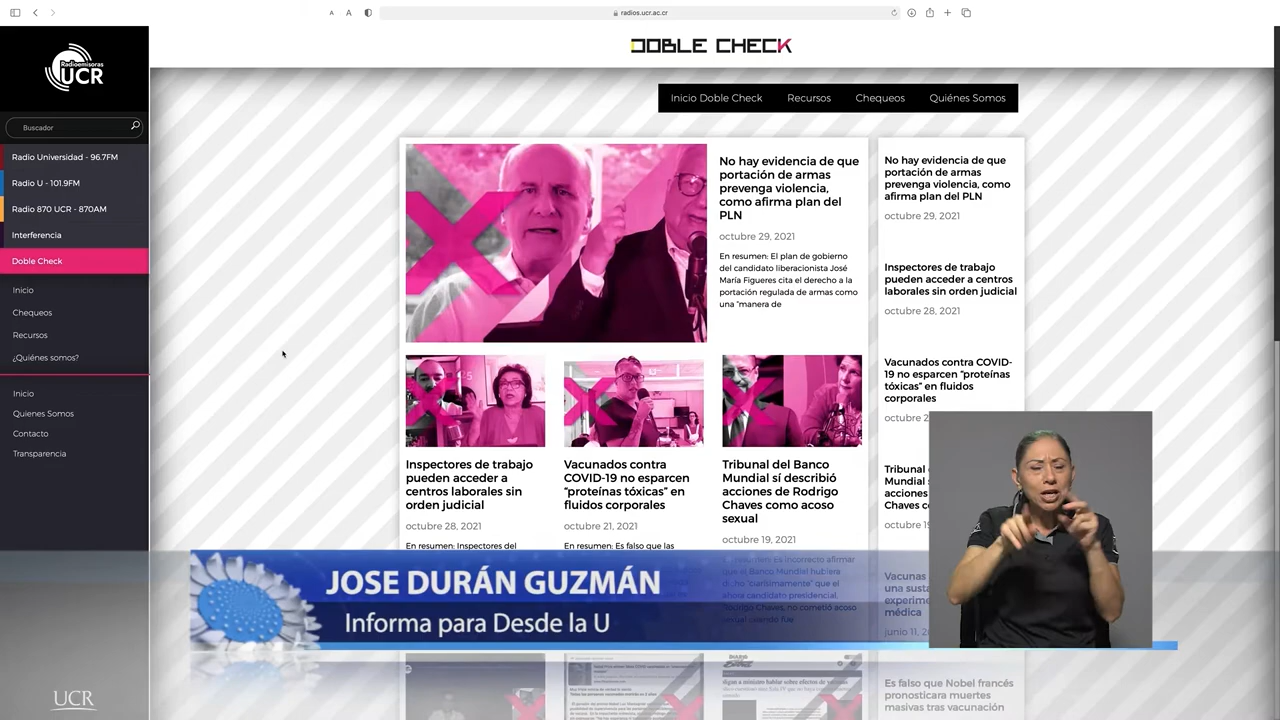 A A radios.ucr.ac.cr
Radioemisoras
UCR
DOBLE CHECK
Inicio Doble Check Recursos Chequeos Quiénes Somos
Buscador
Radio Universidad - 96.7FM
Radio U - 101.9FM
Radio 870 UCR - 870AM
Interferencia
Doble Check
Inicio
Chequeos
Recursos
¿Quiénes somos?
Inicio
Quienes Somos
Contacto
Transparencia
No hay evidencia de que
portación de armas
prevenga violencia,
como afirma plan del
PLN
octubre 29, 2021
En resumen: El plan de gobierno
del candidato liberacionista José
María Figueres cita el derecho a la
portación regulada de armas como
una "manera de
Inspectores de trabajo
pueden acceder a
centros laborales sin
orden judicial
octubre 28, 2021
En resumen: Inspectores del
Vacunados contra
COVID-19 no esparcen
"proteínas tóxicas" en
fluidos corporales
octubre 21, 2021
En resumen: Es falso que las
Tribunal del Banco
Mundial sí describió
acciones de Rodrigo
Chaves como acoso
sexual
octubre 19, 2021
En resumen: Es incorrecto afirmar
que el Banco Mundial hubiera
dicho "clarísimamente" que el
ahora candidato presidencial,
Rodrigo Chaves, no cometió acoso
sexual cuando fue
No hay evidencia de que
portación de armas
prevenga violencia, como
afirma plan del PLN
octubre 29, 2021
Inspectores de trabajo
pueden acceder a centros
laborales sin orden judicial
octubre 28, 2021
Vacunados contra COVID-
19 no esparcen "proteínas
tóxicas" en fluidos
corporales
octubre 2
Tribunal
Mundial s
acciones
Chaves c
octubre 19
Vacunas
una susta
experime
médica
junio 11, 2
Es falso que Nobel francés
pronosticara muertes
masivas tras vacunación
JOSE DURÁN GUZMÁN
Informa para Desde la U
UCR